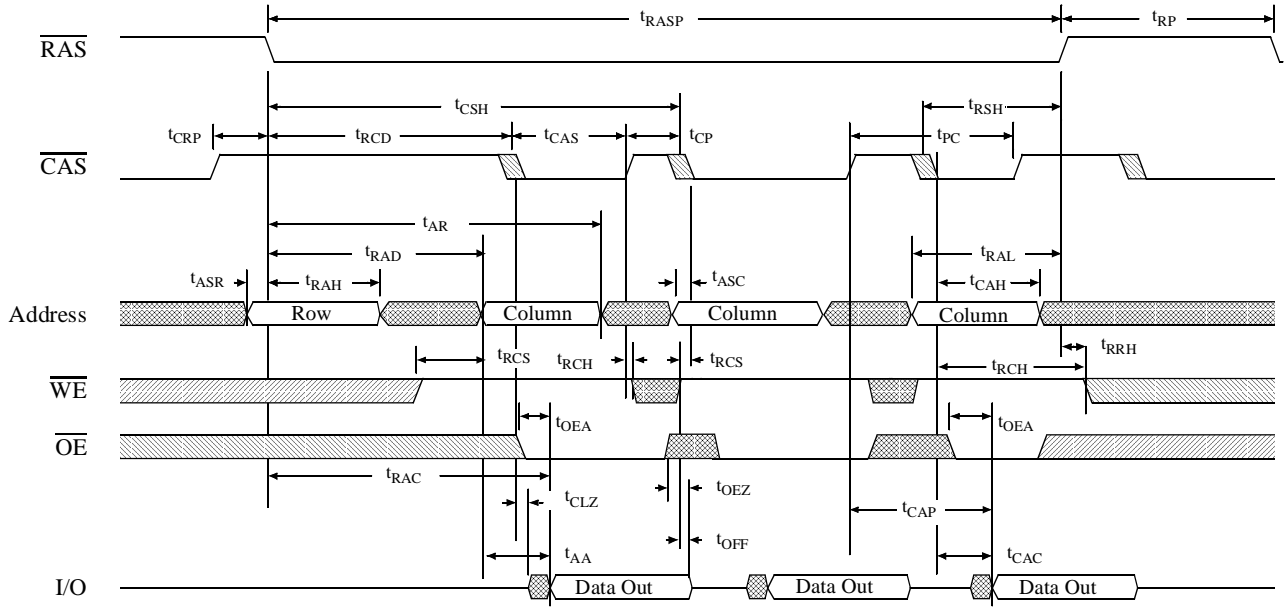 tRASP tRP
RAS
tCSH tRSH
tCRP tRCD tCAS tCP tPC
CAS
tAR
tRAD tRAL
tASR tRAH tASC tCAH
Address Row Column Column Column
tRCS tRCH tRCS tRCH tRRH
WE
tOEA tOEA
OE
tRAC tCLZ tOEZ tCAP
tOFF
tAA tCAC
I/O Data Out Data Out Data Out